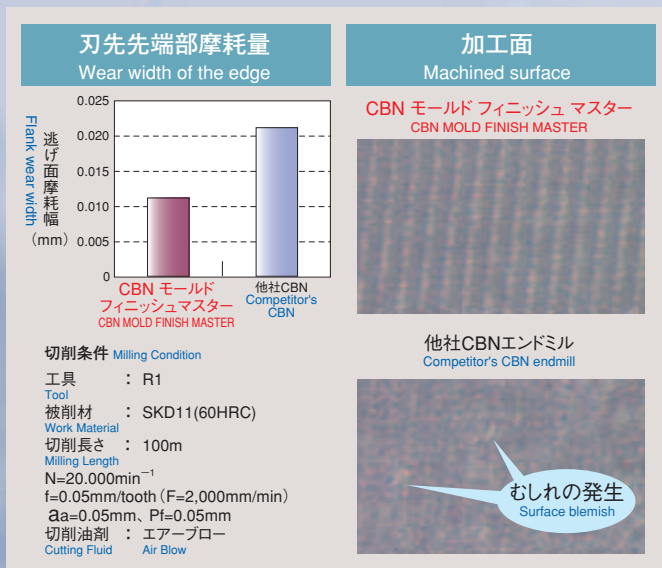 刃先先端部摩耗量
Wear width of the edge
逃げ面摩耗幅
(mm)
Flank wear width
0.025
0.020
0.015
0.010
0.005
0
CBN モールド
フィニッシュマスター
CBN MOLD FINISH MASTER
他社CBN
Competitor's
CBN
切削条件 Milling Condition
工具 : R1
Tool
被削材 : SKD11(60HRC)
Work Material
切削長さ : 100m
Milling Length
N=20.000min⁻¹
f=0.05mm/tooth(F=2,000mm/min)
aa=0.05mm、Pf=0.05mm
切削油剤 : エアーブロー
Cutting Fluid Air Blow
加工面
Machined surface
CBN モールド フィニッシュ マスター
CBN MOLD FINISH MASTER
他社CBNエンドミル
Competitor's CBN endmill
むしれの発生
Surface blemish